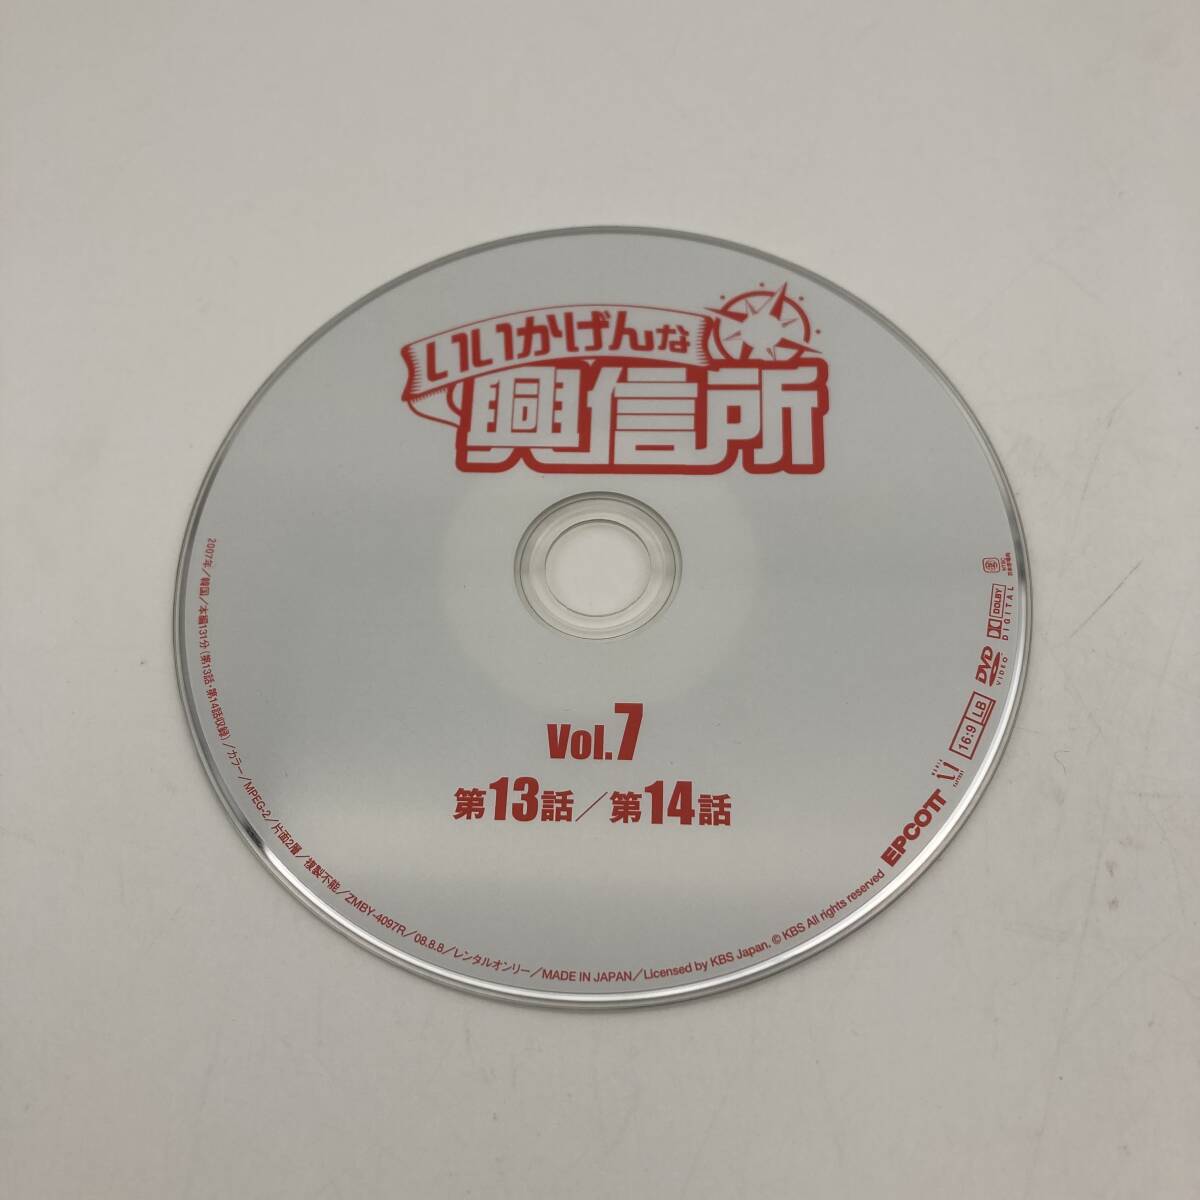 いいかげんな
興信所
Vol.7
第13話／第14話
2007年／韓国／本編131分(第13話・第14話収録)／カラー／MPEG-2／片面2層／複製不能／ZMBY-4097R／08.8.8／レンタルオンリー／MADE IN JAPAN／Licensed by KBS Japan. © KBS All rights reserved
EPCOTT
16:9 LB
DVD
VIDEO
DOLBY
DIGITAL